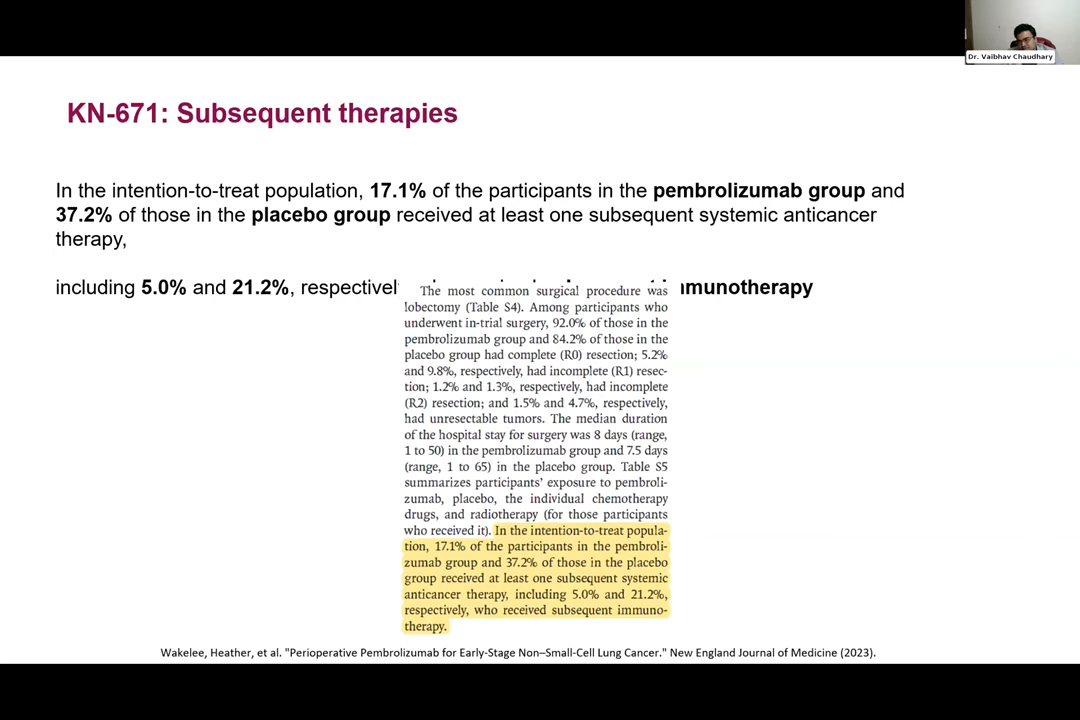 Dr. Vaibhav Chaudhary
KN-671: Subsequent therapies
In the intention-to-treat population, 17.1% of the participants in the pembrolizumab group and
37.2% of those in the placebo group received at least one subsequent systemic anticancer
therapy,
including 5.0% and 21.2%, respectivel munotherapy
The most common surgical procedure was
lobectomy (Table S4). Among participants who
underwent in-trial surgery, 92.0% of those in the
pembrolizumab group and 84.2% of those in the
placebo group had complete (R0) resection; 5.2%
and 9.8%, respectively, had incomplete (R1) resec-
tion; 1.2% and 1.3%, respectively, had incomplete
(R2) resection; and 1.5% and 4.7%, respectively,
had unresectable tumors. The median duration
of the hospital stay for surgery was 8 days (range,
1 to 50) in the pembrolizumab group and 7.5 days
(range, 1 to 65) in the placebo group. Table S5
summarizes participants’ exposure to pembroli-
zumab, placebo, the individual chemotherapy
drugs, and radiotherapy (for those participants
who received it). In the intention-to-treat popula-
tion, 17.1% of the participants in the pembroli-
zumab group and 37.2% of those in the placebo
group received at least one subsequent systemic
anticancer therapy, including 5.0% and 21.2%,
respectively, who received subsequent immuno-
therapy.
Wakelee, Heather, et al. "Perioperative Pembrolizumab for Early-Stage Non–Small-Cell Lung Cancer." New England Journal of Medicine (2023).